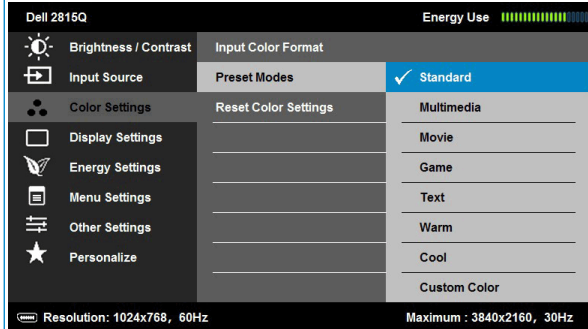 Dell 2815Q Energy Use
Brightness / Contrast Input Color Format
Input Source Preset Modes Standard
Color Settings Reset Color Settings Multimedia
Display Settings Movie
Energy Settings Game
Menu Settings Text
Other Settings Warm
Personalize Cool
Custom Color
Resolution: 1024x768, 60Hz Maximum : 3840x2160, 30Hz